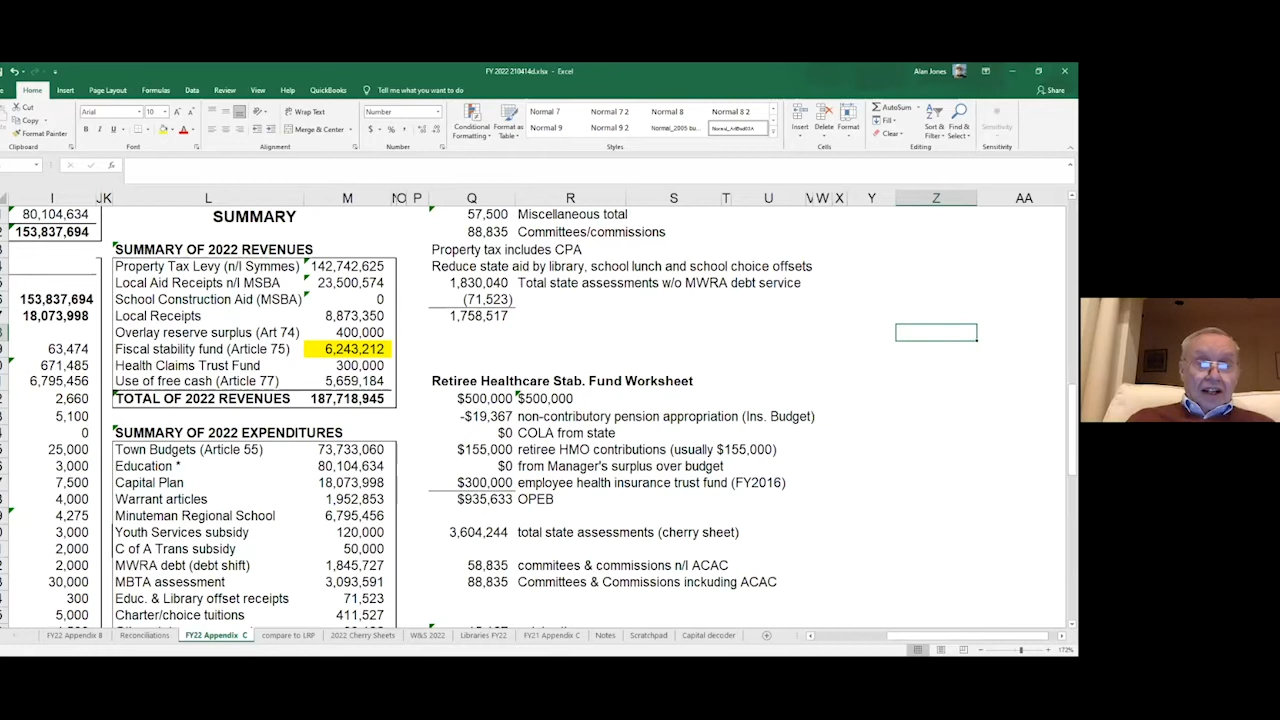 FY 2022 210414d.xlsx - Excel
Alan Jones
Home Insert Page Layout Formulas Data Review View Help QuickBooks Tell me what you want to do Share
Cut
Copy
Format Painter
Clipboard
Arial 10
Font
Wrap Text
Merge & Center
Alignment
Number
Number
Conditional Formatting
Format as Table
Normal 7 Normal 7 2 Normal 8 Normal 8 2
Normal 9 Normal 9 2 Normal_2005 bu...
Styles
Insert Delete Format
Cells
AutoSum
Fill
Clear
Sort & Filter
Find & Select
Editing
Sensitivity
Sensitivity
I J K L M N O P Q R S T U V W X Y Z AA
80,104,634 SUMMARY 57,500 Miscellaneous total
153,837,694 88,835 Committees/commissions
SUMMARY OF 2022 REVENUES Property tax includes CPA
Property Tax Levy (n/I Symmes) 142,742,625 Reduce state aid by library, school lunch and school choice offsets
Local Aid Receipts n/I MSBA 23,500,574 1,830,040 Total state assessments w/o MWRA debt service
153,837,694 School Construction Aid (MSBA) 0 (71,523)
18,073,998 Local Receipts 8,873,350 1,758,517
Overlay reserve surplus (Art 74) 400,000
63,474 Fiscal stability fund (Article 75) 6,243,212
671,485 Health Claims Trust Fund 300,000
6,795,456 Use of free cash (Article 77) 5,659,184 Retiree Healthcare Stab. Fund Worksheet
2,660 TOTAL OF 2022 REVENUES 187,718,945 $500,000 $500,000
5,100 -$19,367 non-contributory pension appropriation (Ins. Budget)
0 SUMMARY OF 2022 EXPENDITURES $0 COLA from state
25,000 Town Budgets (Article 55) 73,733,060 $155,000 retiree HMO contributions (usually $155,000)
3,000 Education * 80,104,634 $0 from Manager's surplus over budget
7,500 Capital Plan 18,073,998 $300,000 employee health insurance trust fund (FY2016)
4,000 Warrant articles 1,952,853 $935,633 OPEB
4,275 Minuteman Regional School 6,795,456
3,000 Youth Services subsidy 120,000 3,604,244 total state assessments (cherry sheet)
2,000 C of A Trans subsidy 50,000
2,000 MWRA debt (debt shift) 1,845,727 58,835 commitees & commissions n/I ACAC
30,000 MBTA assessment 3,093,591 88,835 Committees & Commissions including ACAC
300 Educ. & Library offset receipts 71,523
5,000 Charter/choice tuitions 411,527
FY22 Appendix B Reconciliations FY22 Appendix C compare to LRP 2022 Cherry Sheets W&S 2022 Libraries FY22 FY21 Appendix C Notes Scratchpad Capital decoder
172%